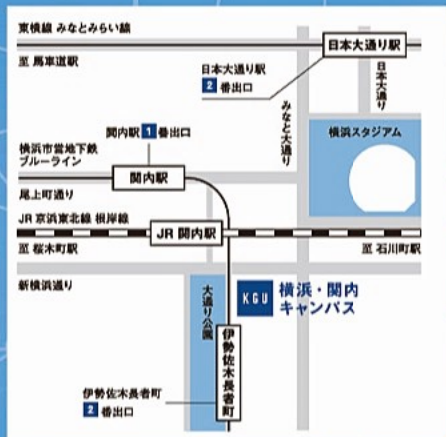 東横線 みなとみらい線
日本大通り駅
至 馬車道駅
日本大通り駅
2 番出口
日本大通り
みなと大通り
関内駅 1 番出口
横浜スタジアム
横浜市営地下鉄
ブルーライン
関内駅
尾上町通り
JR 京浜東北線 根岸線
JR 関内駅
至 桜木町駅
至 石川町駅
新横浜通り
大通り公園
KGU
横浜・関内
キャンパス
伊勢佐木長者町
伊勢佐木長者町
2 番出口